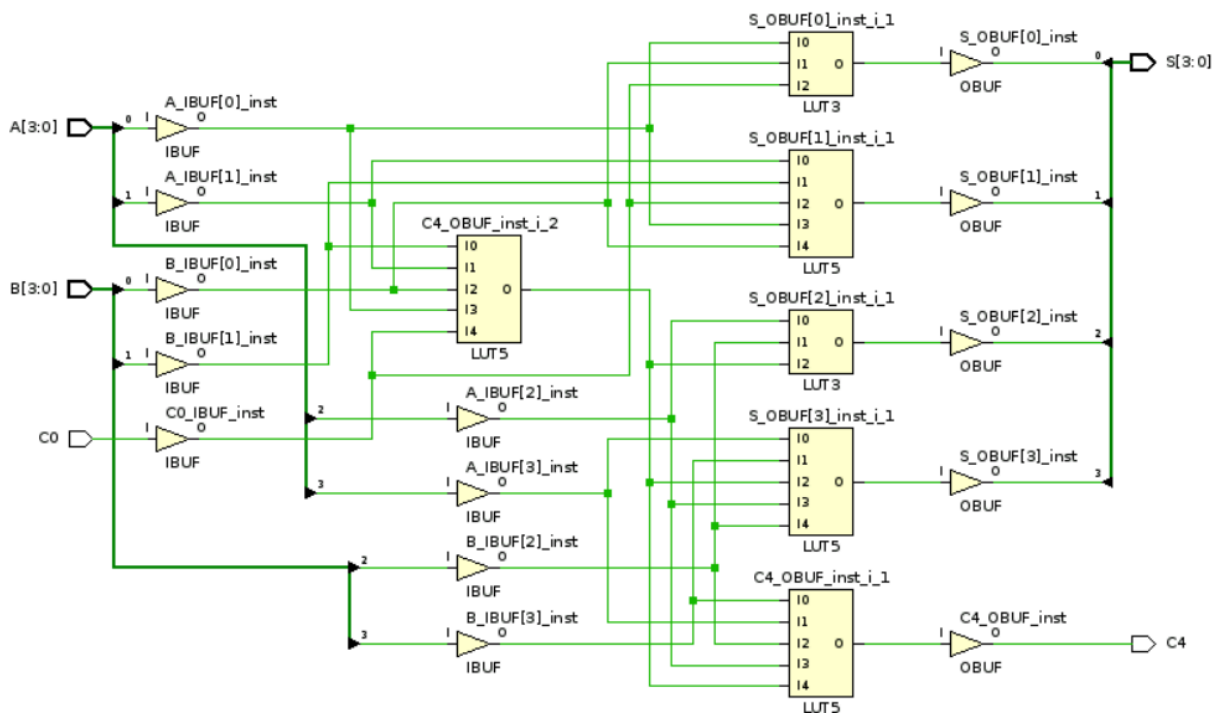 S_OBUF[0]_inst_i_1
I0
I1
I2
O
LUT3
S_OBUF[0]_inst
I
O
OBUF
0
S[3:0]
A[3:0]
0
A_IBUF[0]_inst
I
O
IBUF
1
A_IBUF[1]_inst
I
O
IBUF
S_OBUF[1]_inst_i_1
I0
I1
I2
I3
I4
O
LUT5
S_OBUF[1]_inst
I
O
OBUF
1
C4_OBUF_inst_i_2
I0
I1
I2
I3
I4
O
LUT5
B[3:0]
0
B_IBUF[0]_inst
I
O
IBUF
1
B_IBUF[1]_inst
I
O
IBUF
C0
C0_IBUF_inst
I
O
IBUF
S_OBUF[2]_inst_i_1
I0
I1
I2
O
LUT3
S_OBUF[2]_inst
I
O
OBUF
2
2
A_IBUF[2]_inst
I
O
IBUF
3
A_IBUF[3]_inst
I
O
IBUF
S_OBUF[3]_inst_i_1
I0
I1
I2
I3
I4
O
LUT5
S_OBUF[3]_inst
I
O
OBUF
3
2
B_IBUF[2]_inst
I
O
IBUF
3
B_IBUF[3]_inst
I
O
IBUF
C4_OBUF_inst_i_1
I0
I1
I2
I3
I4
O
LUT5
C4_OBUF_inst
I
O
OBUF
C4